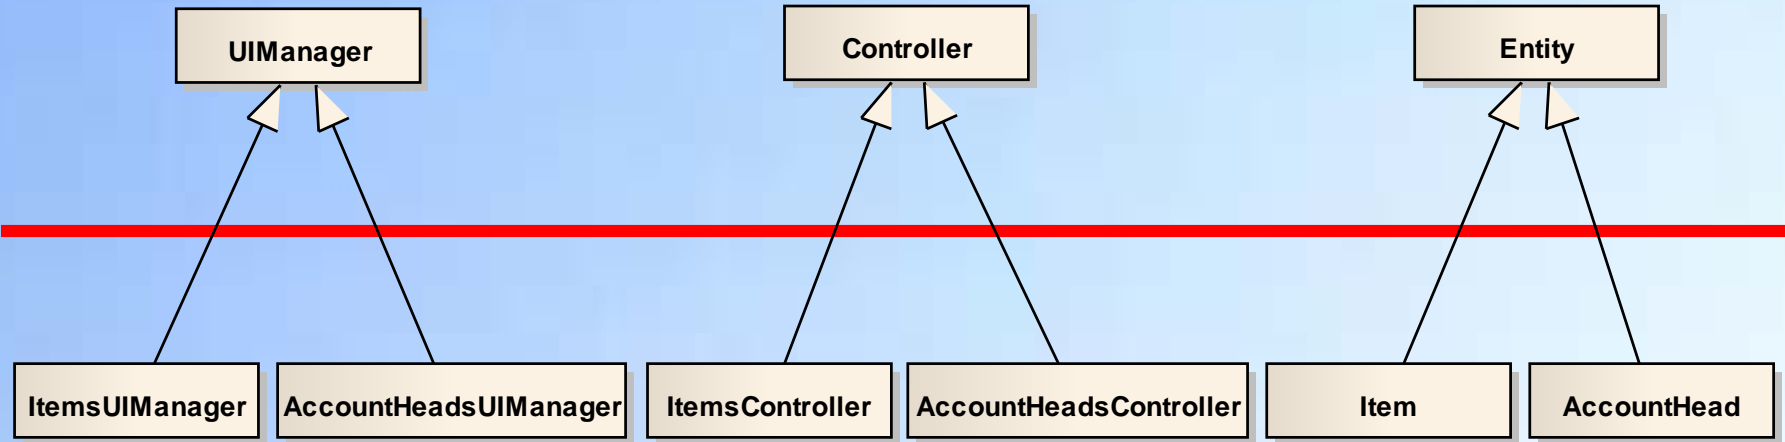 UIManager
Controller
Entity
ItemsUIManager
AccountHeadsUIManager
ItemsController
AccountHeadsController
Item
AccountHead